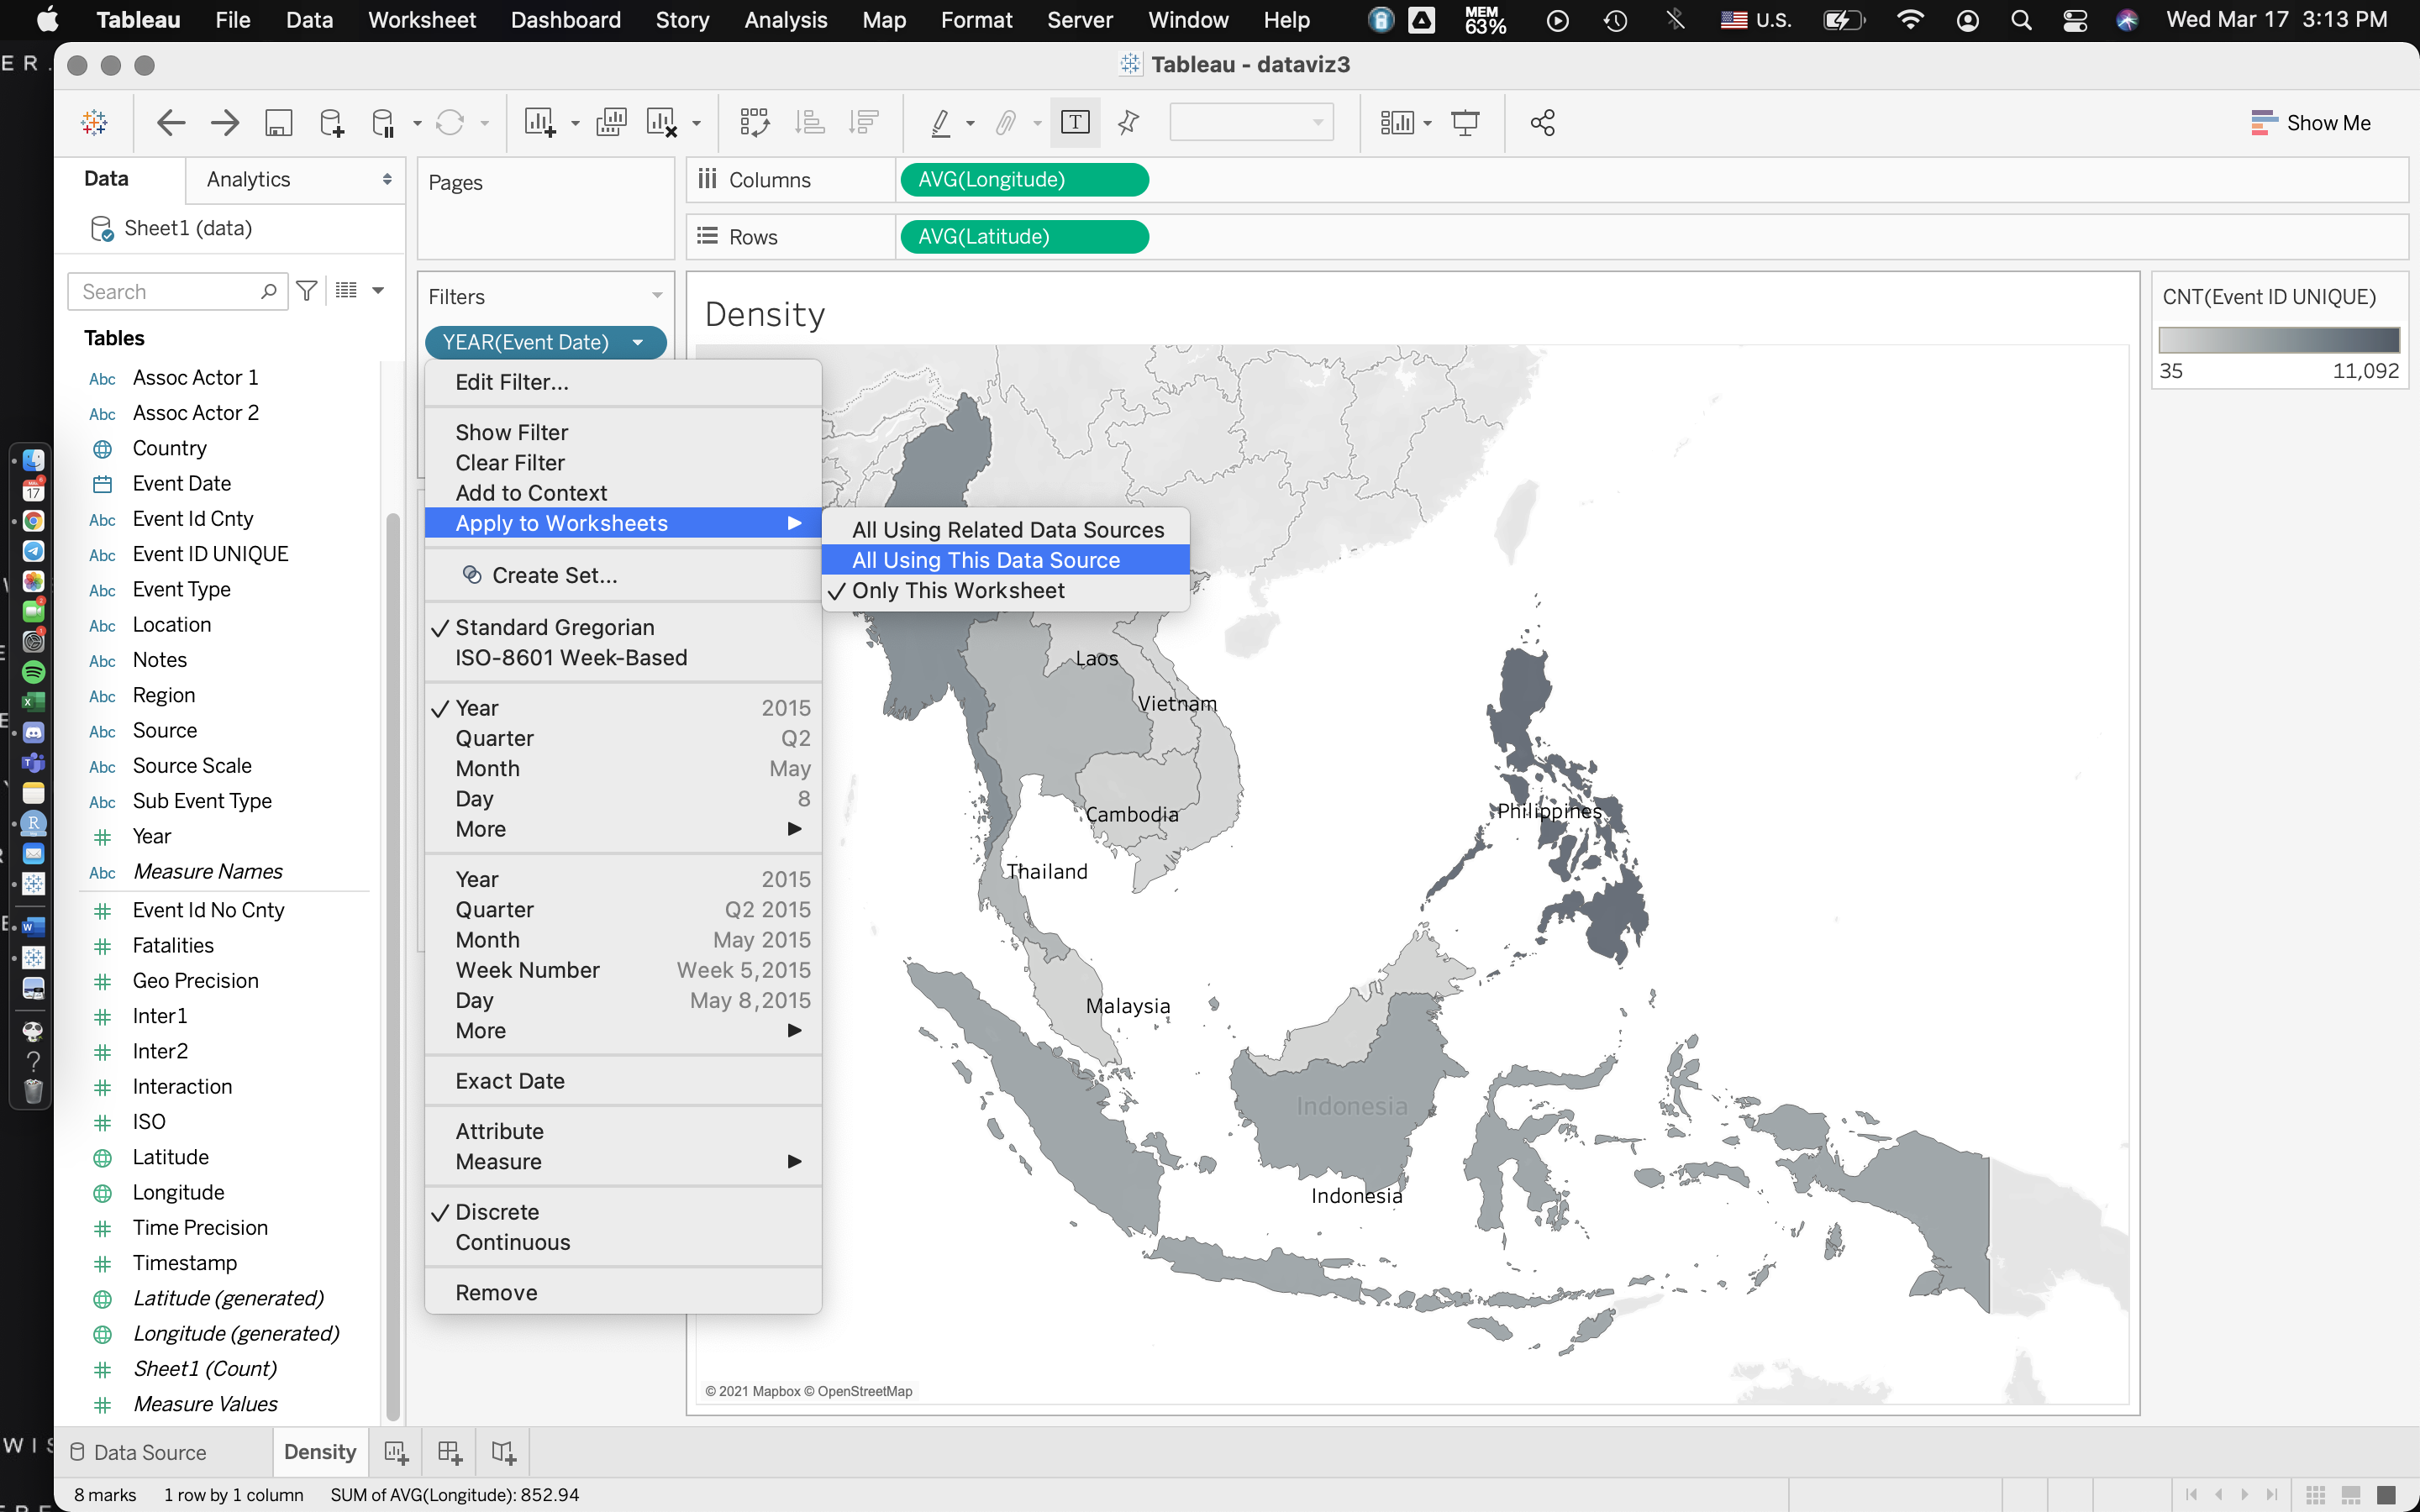 Tableau File Data Worksheet Dashboard Story Analysis Map Format Server Window Help MEM 63% U.S. Wed Mar 17 3:13 PM
E R .
Tableau - dataviz3
T
Show Me
Data Analytics
Sheet1 (data)
Search
Tables
Abc Assoc Actor 1
Abc Assoc Actor 2
Country
Event Date
Abc Event Id Cnty
Abc Event ID UNIQUE
Abc Event Type
Abc Location
Abc Notes
Abc Region
Abc Source
Abc Source Scale
Abc Sub Event Type
Year
Abc Measure Names
Event Id No Cnty
Fatalities
Geo Precision
Inter1
Inter2
Interaction
ISO
Latitude
Longitude
Time Precision
Timestamp
Latitude (generated)
Longitude (generated)
Sheet1 (Count)
Measure Values
Pages
Columns AVG(Longitude)
Rows AVG(Latitude)
Filters
YEAR(Event Date)
Edit Filter...
Show Filter
Clear Filter
Add to Context
Apply to Worksheets
Create Set...
Standard Gregorian
ISO-8601 Week-Based
Year 2015
Quarter Q2
Month May
Day 8
More
Year 2015
Quarter Q2 2015
Month May 2015
Week Number Week 5,2015
Day May 8,2015
More
Exact Date
Attribute
Measure
Discrete
Continuous
Remove
All Using Related Data Sources
All Using This Data Source
Only This Worksheet
Density
Laos
Vietnam
Cambodia
Thailand
Philippines
Malaysia
Indonesia
Indonesia
© 2021 Mapbox © OpenStreetMap
CNT(Event ID UNIQUE)
35 11,092
17
W I S
Data Source Density
8 marks 1 row by 1 column SUM of AVG(Longitude): 852.94